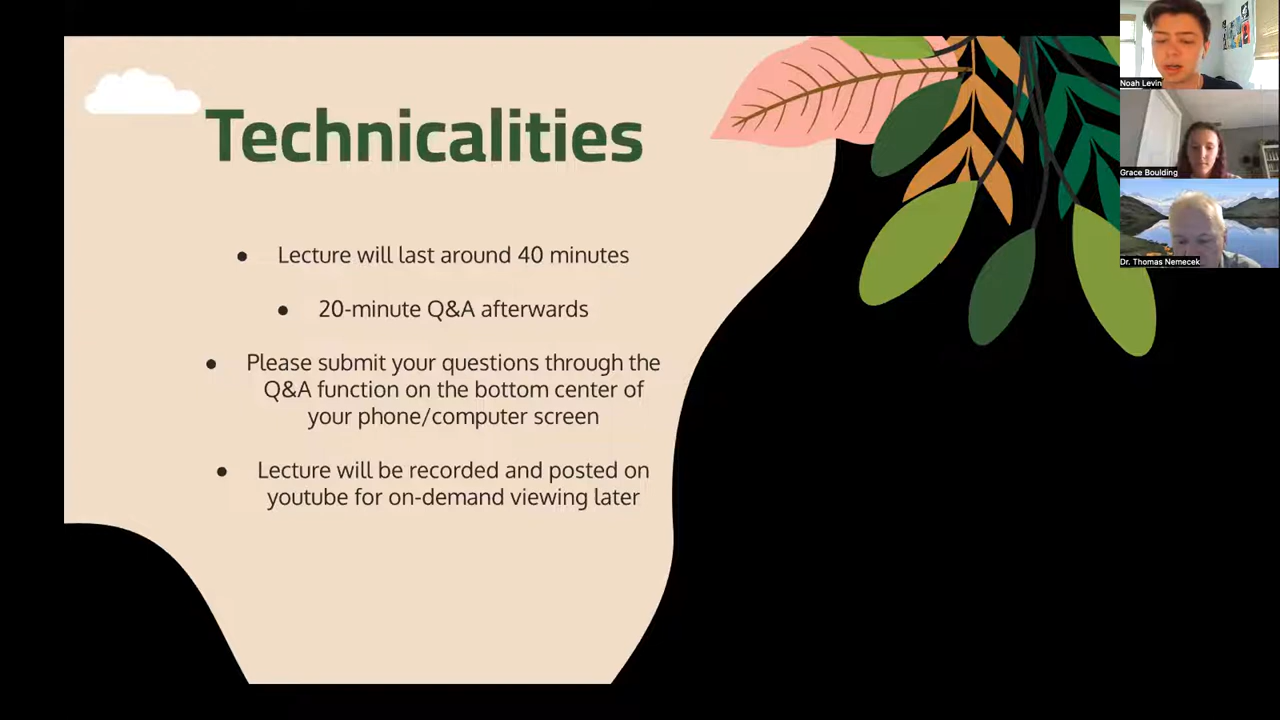 Technicalities
● Lecture will last around 40 minutes
● 20-minute Q&A afterwards
● Please submit your questions through the
Q&A function on the bottom center of
your phone/computer screen
● Lecture will be recorded and posted on
youtube for on-demand viewing later
Noah Levin
Grace Boulding
Dr. Thomas Nemecek